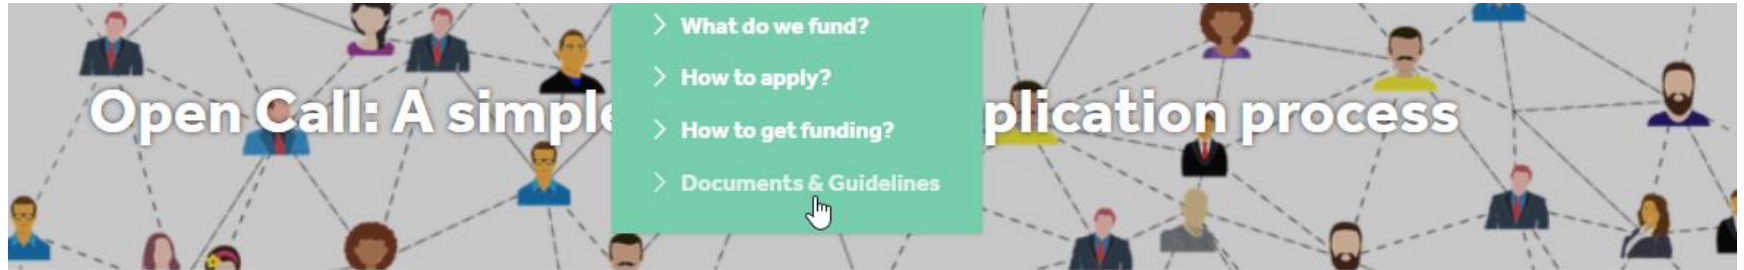 What do we fund?
How to apply?
Open Call: A simple plication process
How to get funding?
Documents & Guidelines